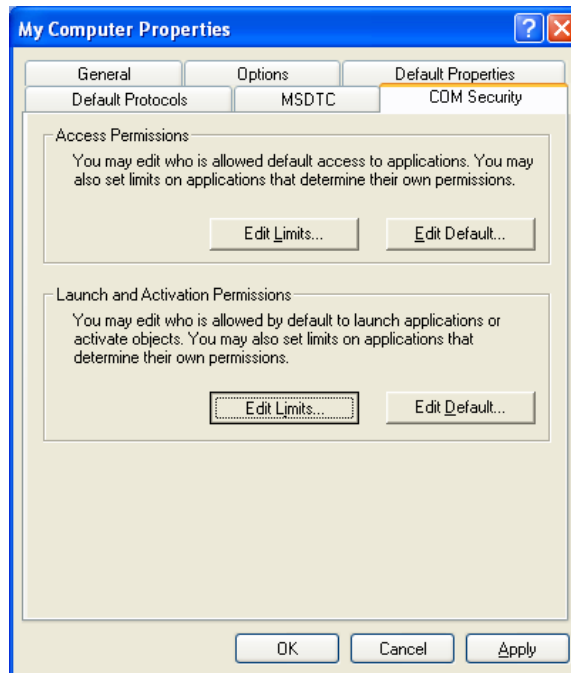 My Computer Properties
General Options Default Properties
Default Protocols MSDTC COM Security
Access Permissions
You may edit who is allowed default access to applications. You may
also set limits on applications that determine their own permissions.
Edit Limits... Edit Default...
Launch and Activation Permissions
You may edit who is allowed by default to launch applications or
activate objects. You may also set limits on applications that
determine their own permissions.
Edit Limits... Edit Default...
OK Cancel Apply